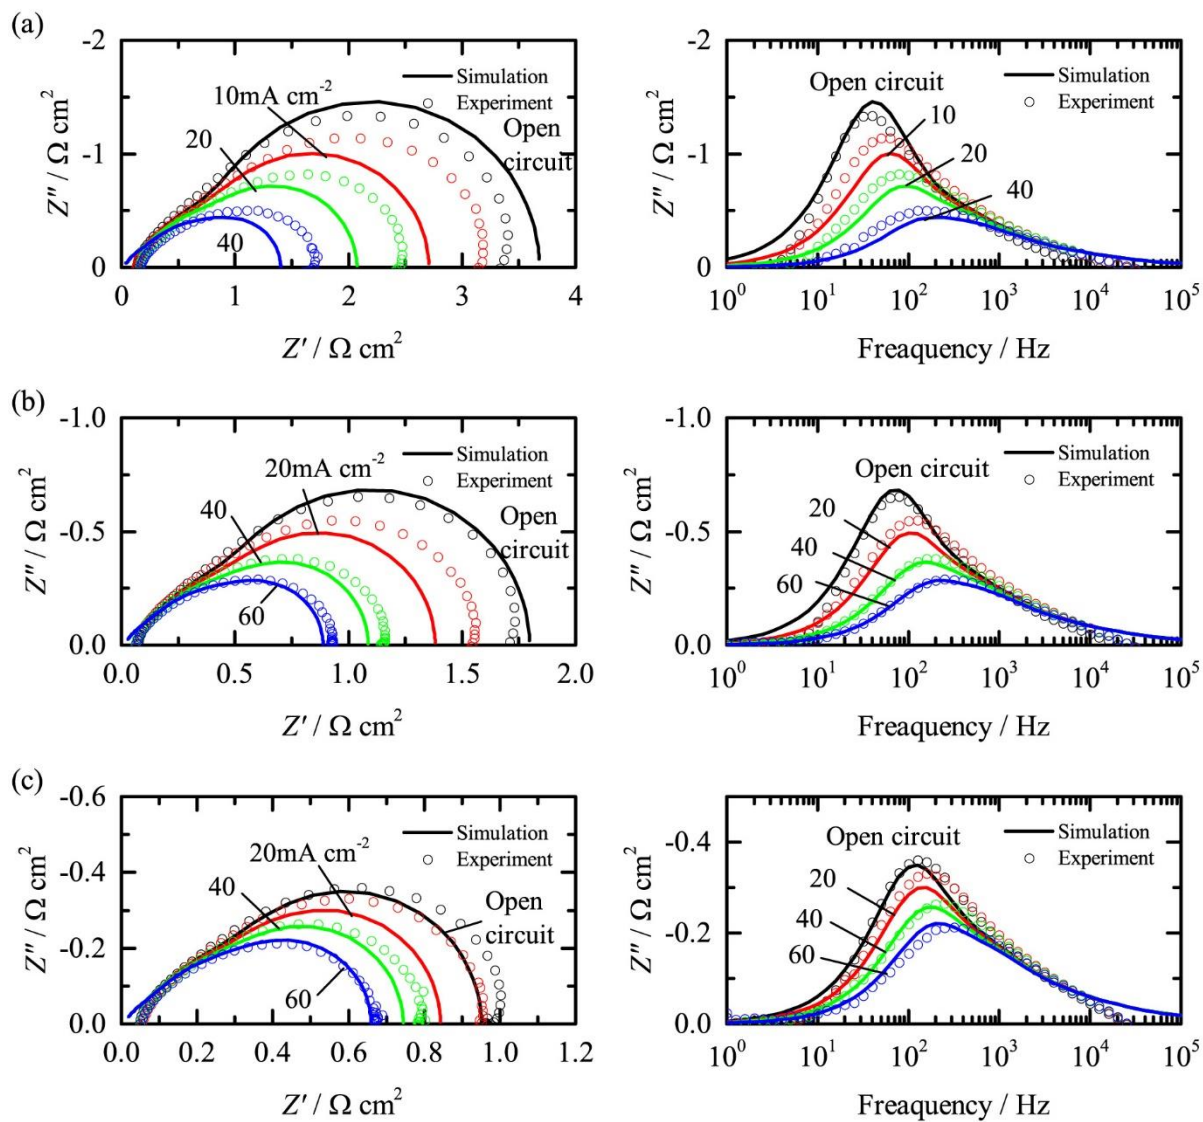 (a)
-2
-1
0
0
1
2
3
4
Z″ / Ω cm²
Z′ / Ω cm²
10mA cm⁻²
20
40
Simulation
Experiment
Open
circuit
-2
-1
0
10⁰
10¹
10²
10³
10⁴
10⁵
Z″ / Ω cm²
Freaquency / Hz
Open circuit
10
20
40
Simulation
Experiment
(b)
-1.0
-0.5
0.0
0.0
0.5
1.0
1.5
2.0
Z″ / Ω cm²
Z′ / Ω cm²
20mA cm⁻²
40
60
Simulation
Experiment
Open
circuit
-1.0
-0.5
0.0
10⁰
10¹
10²
10³
10⁴
10⁵
Z″ / Ω cm²
Freaquency / Hz
Open circuit
20
40
60
Simulation
Experiment
(c)
-0.6
-0.4
-0.2
0.0
0.0
0.2
0.4
0.6
0.8
1.0
1.2
Z″ / Ω cm²
Z′ / Ω cm²
20mA cm⁻²
40
60
Simulation
Experiment
Open
circuit
-0.4
-0.2
0.0
10⁰
10¹
10²
10³
10⁴
10⁵
Z″ / Ω cm²
Freaquency / Hz
Open circuit
20
40
60
Simulation
Experiment